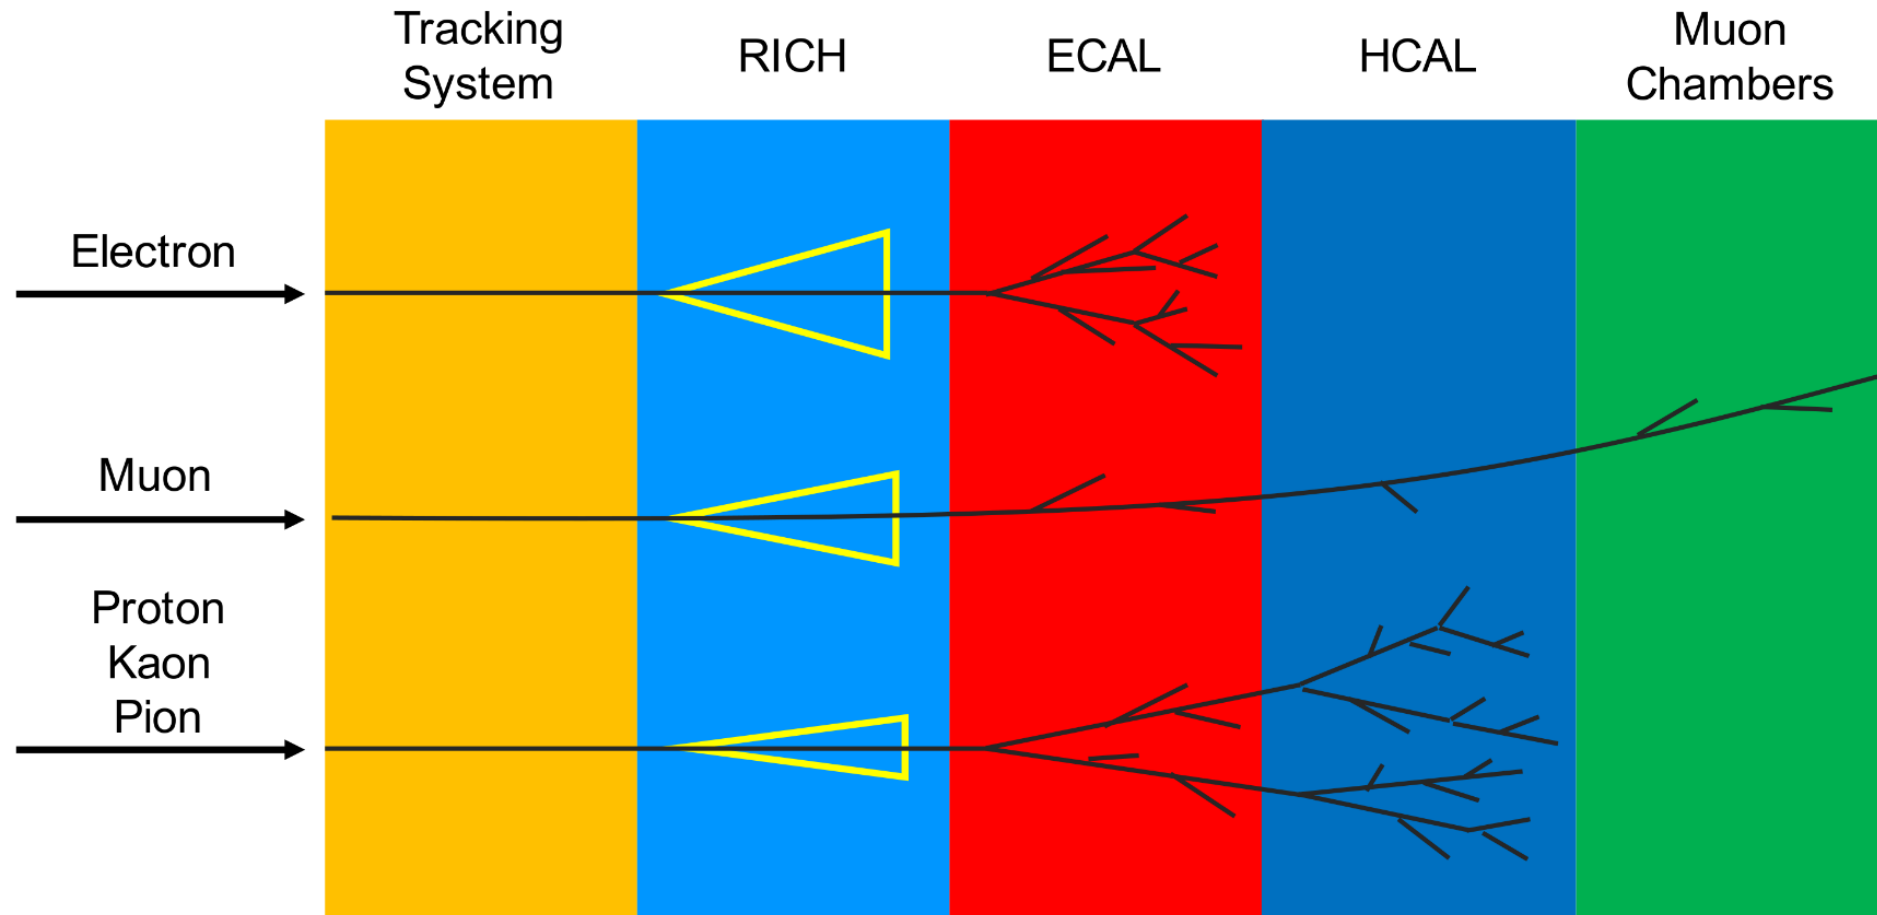 Tracking
System
RICH
ECAL
HCAL
Muon
Chambers
Electron
Muon
Proton
Kaon
Pion